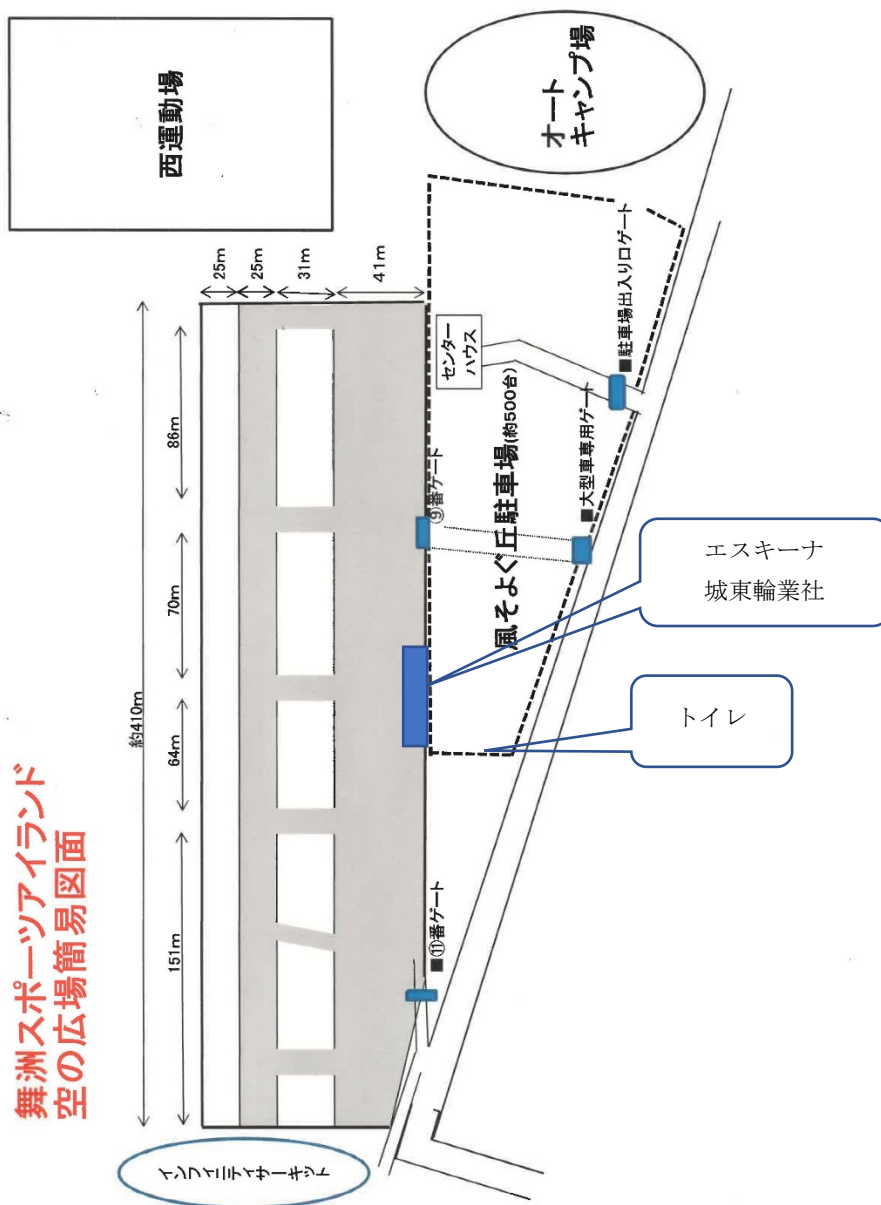 舞洲スポーツアイランド
空の広場簡易図面
西運動場
オート
キャンプ場
25m
25m
31m
41m
約410m
86m
70m
64m
151m
センター
ハウス
■駐車場出入り口ゲート
■大型車専用ゲート
⑨番ゲート
風そよぐ丘駐車場(約500台)
エスキーナ
城東輪業社
トイレ
■⑪番ゲート
インフィニティサーキット